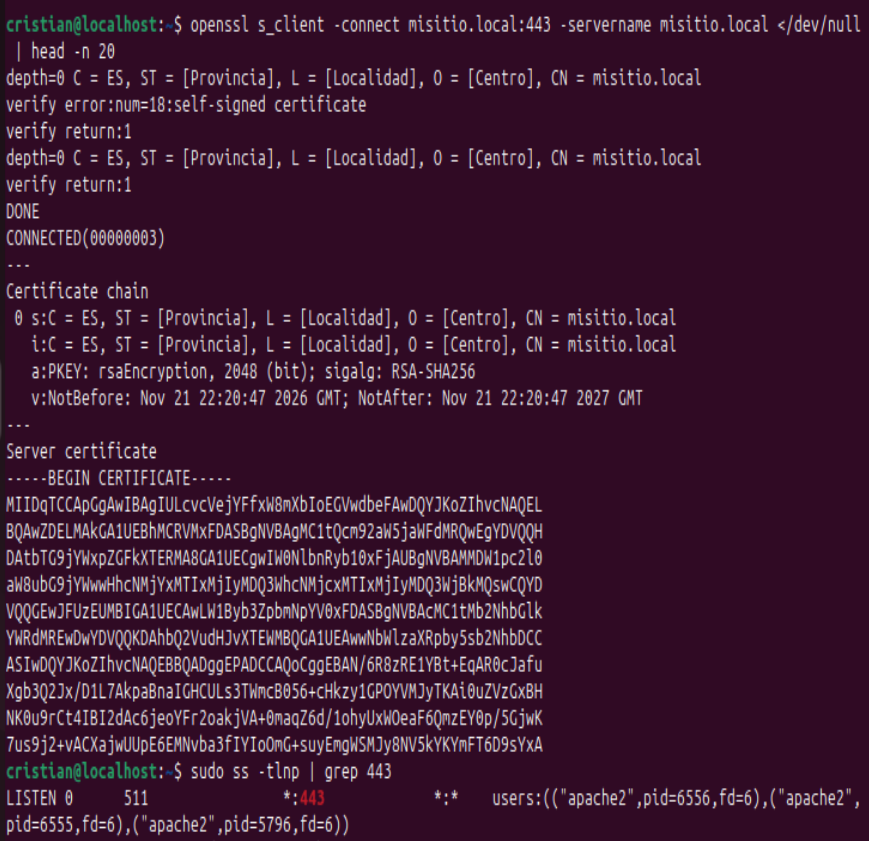 cristian@localhost:~$ openssl s_client -connect misitio.local:443 -servername misitio.local </dev/null
 | head -n 20
depth=0 C = ES, ST = [Provincia], L = [Localidad], O = [Centro], CN = misitio.local
verify error:num=18:self-signed certificate
verify return:1
depth=0 C = ES, ST = [Provincia], L = [Localidad], O = [Centro], CN = misitio.local
verify return:1
DONE
CONNECTED(00000003)
---
Certificate chain
 0 s:C = ES, ST = [Provincia], L = [Localidad], O = [Centro], CN = misitio.local
   i:C = ES, ST = [Provincia], L = [Localidad], O = [Centro], CN = misitio.local
   a:PKEY: rsaEncryption, 2048 (bit); sigalg: RSA-SHA256
   v:NotBefore: Nov 21 22:20:47 2026 GMT; NotAfter: Nov 21 22:20:47 2027 GMT
---
Server certificate
-----BEGIN CERTIFICATE-----
MIIDqTCCApGgAwIBAgIULcvcVejYFfxW8mXbIoEGVwdbeFAwDQYJKoZIhvcNAQEL
BQAwZDELMAkGA1UEBhMCRVMxFDASBgNVBAgMC1tQcm92aW5jaWFdMRQwEgYDVQQH
DAtbTG9jYWxpZGFkXTERMA8GA1UECgwIW0NlbnRyb10xFjAUBgNVBAMMDW1pc2l0
aW8ubG9jYWwwHhcNMjYxMTIxMjIyMDQ3WhcNMjcxMTIxMjIyMDQ3WjBkMQswCQYD
VQQGEwJFUzEUMBIGA1UECAwLW1Byb3ZpbmNpYV0xFDASBgNVBAcMC1tMb2NhbGlk
YWRdMREwDwYDVQQKDAhbQ2VudHJvXTEWMBQGA1UEAwwNbWlzaXRpby5sb2NhbDCC
ASIwDQYJKoZIhvcNAQEBBQADggEPADCCAQoCggEBAN/6R8zRE1YBt+EqAR0cJafu
Xgb3Q2Jx/D1L7AkpaBnaIGHCULs3TWmcB056+cHkzy1GPOYVMJyTKAi0uZVzGxBH
NK0u9rCt4IBI2dAc6jeoYFr2oakjVA+0maqZ6d/1ohyUxWOeaF6QmzEY0p/5GjwK
7us9j2+vACXajwUUpE6EMNvba3fIYIoOmG+suyEmgWSMJy8NV5kYKYmFT6D9sYxA
cristian@localhost:~$ sudo ss -tlnp | grep 443
LISTEN 0      511                *:443             *:*    users:(("apache2",pid=6556,fd=6),("apache2",
pid=6555,fd=6),("apache2",pid=5796,fd=6))